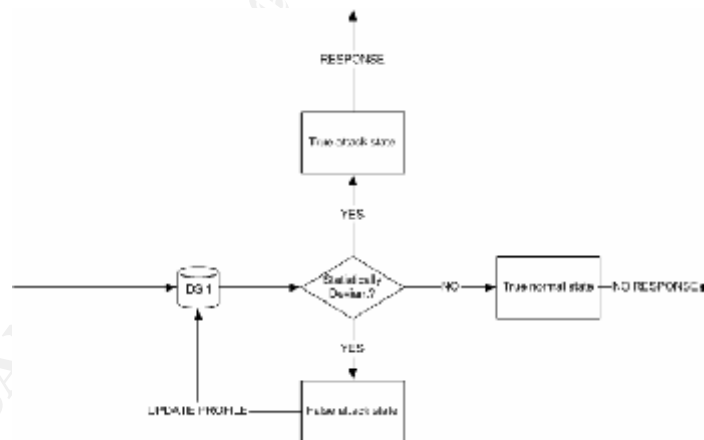 RESPONSE
True attack state
YES
DS 1
Statistically
Deviant?
NO
True normal state
NO RESPONSE
YES
UPDATE PROFILE
False attack state